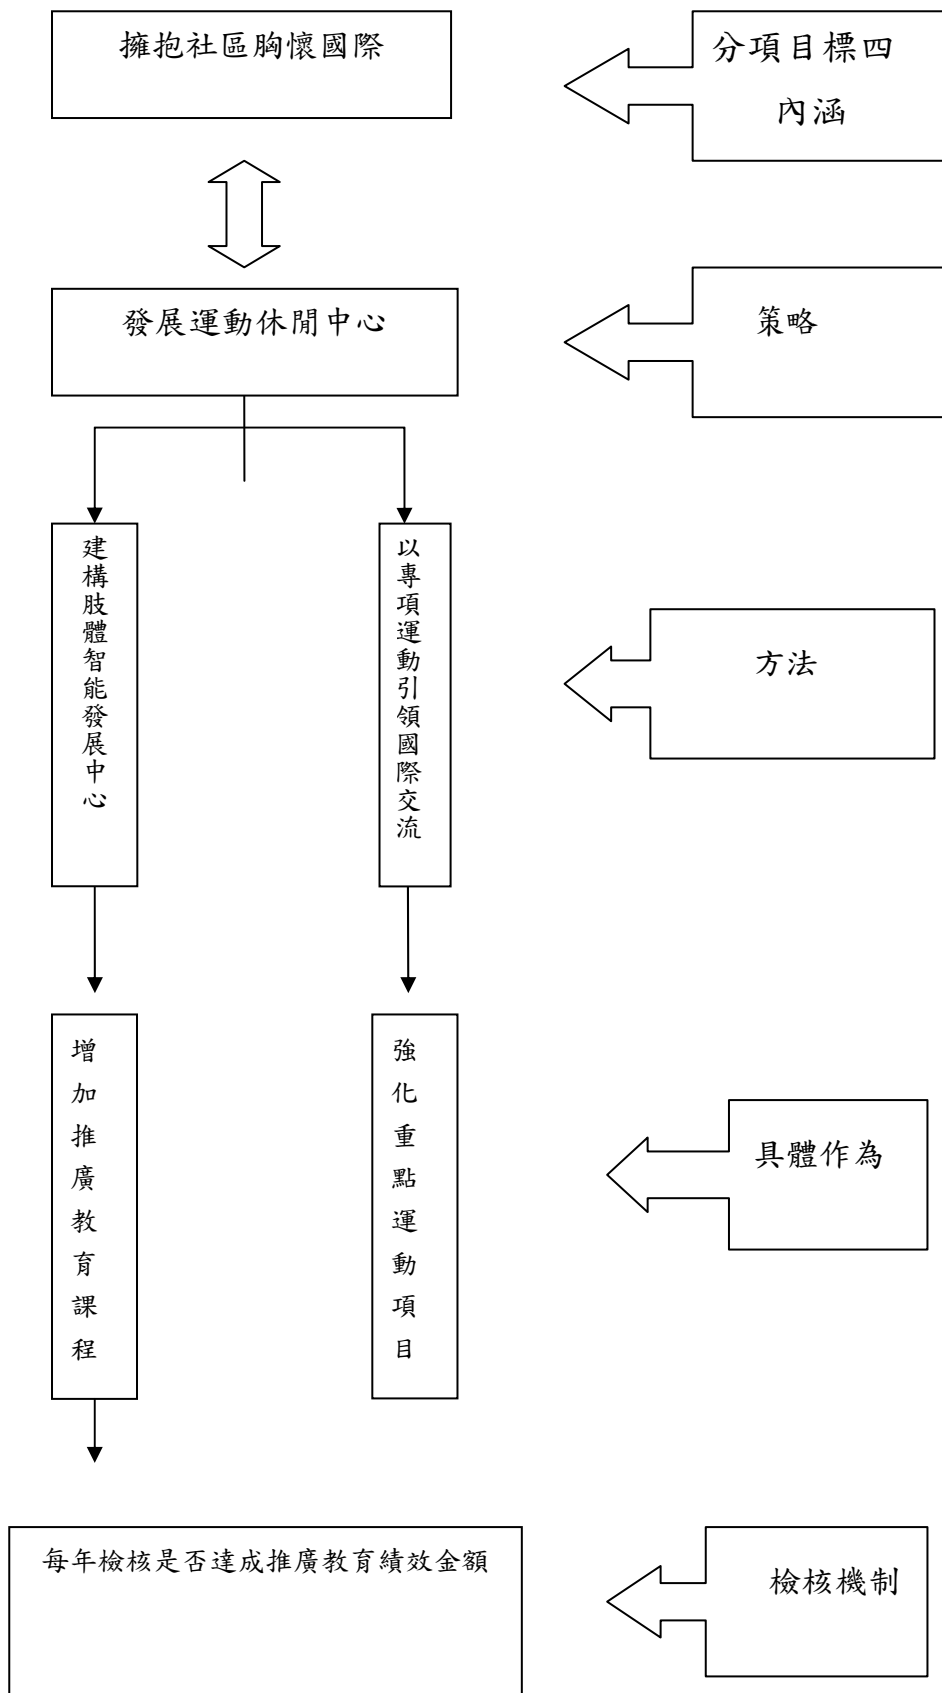 擁抱社區胸懷國際
分項目標四
內涵
發展運動休閒中心
策略
建構肢體智能發展中心
以專項運動引領國際交流
方法
增加推廣教育課程
強化重點運動項目
具體作為
每年檢核是否達成推廣教育績效金額
檢核機制